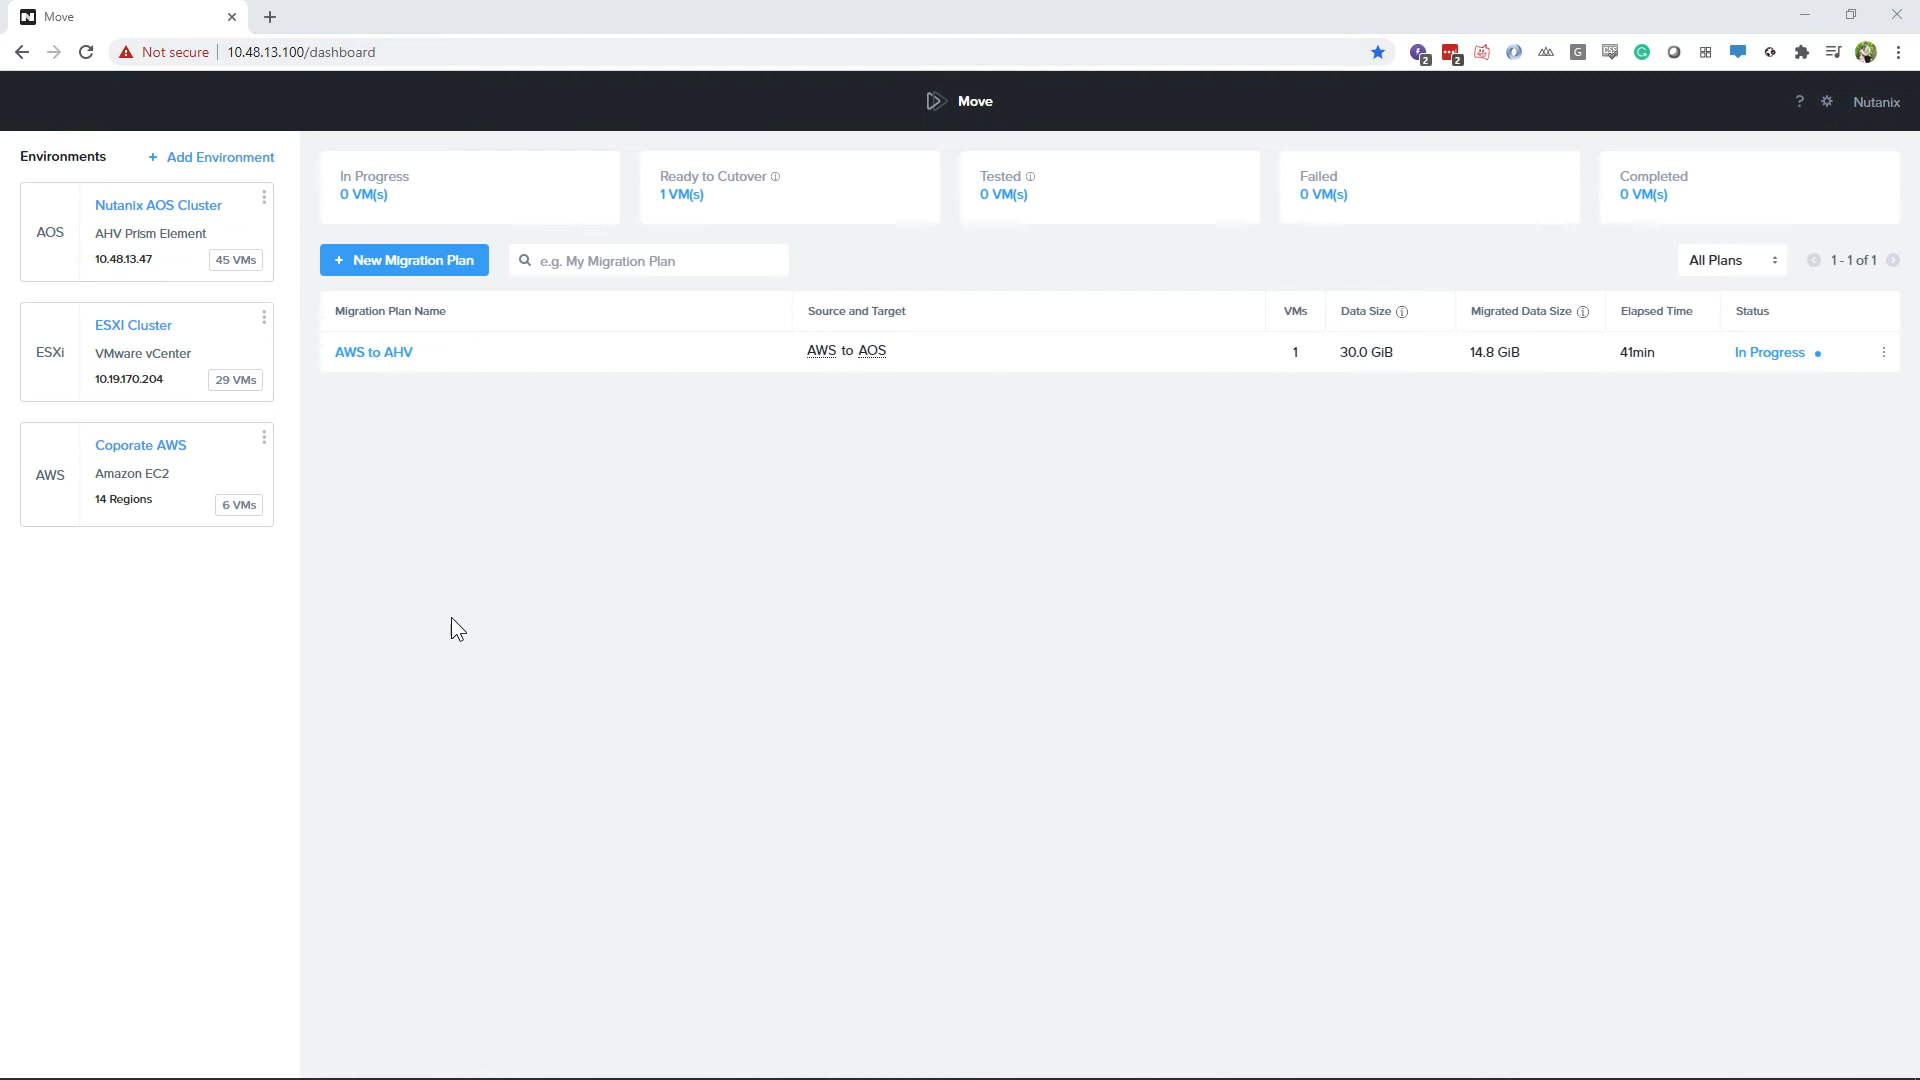 Move
Not secure
10.48.13.100/dashboard
2
2
G
CSS
G
Move
?
Nutanix
Environments
+ Add Environment
AOS
Nutanix AOS Cluster
AHV Prism Element
10.48.13.47
45 VMs
ESXi
ESXI Cluster
VMware vCenter
10.19.170.204
29 VMs
AWS
Coporate AWS
Amazon EC2
14 Regions
6 VMs
In Progress
0 VM(s)
Ready to Cutover
1 VM(s)
Tested
0 VM(s)
Failed
0 VM(s)
Completed
0 VM(s)
+ New Migration Plan
e.g. My Migration Plan
All Plans
1 - 1 of 1
Migration Plan Name Source and Target VMs Data Size Migrated Data Size Elapsed Time Status
AWS to AHV AWS to AOS 1 30.0 GiB 14.8 GiB 41min In Progress